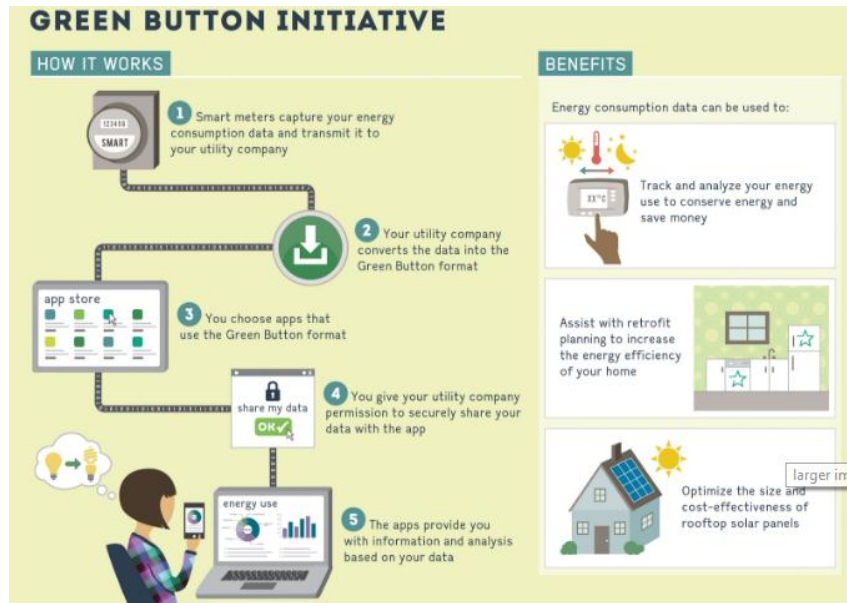 GREEN BUTTON INITIATIVE
HOW IT WORKS
123456
SMART
1 Smart meters capture your energy
consumption data and transmit it to
your utility company
2 Your utility company
converts the data into the
Green Button format
app store
3 You choose apps that
use the Green Button format
share my data
OK
4 You give your utility company
permission to securely share your
data with the app
energy use
5 The apps provide you
with information and analysis
based on your data
BENEFITS
Energy consumption data can be used to:
XX°C
Track and analyze your energy
use to conserve energy and
save money
Assist with retrofit
planning to increase
the energy efficiency
of your home
larger im
Optimize the size and
cost-effectiveness of
rooftop solar panels